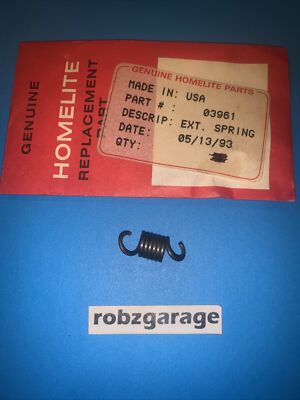 GENUINE
HOMELITE®
REPLACEMENT
PART
GENUINE HOMELITE PARTS
MADE IN: USA
PART # : 03961
DESCRIP: EXT. SPRING
DATE: 05/13/93
QTY:
robzgarage